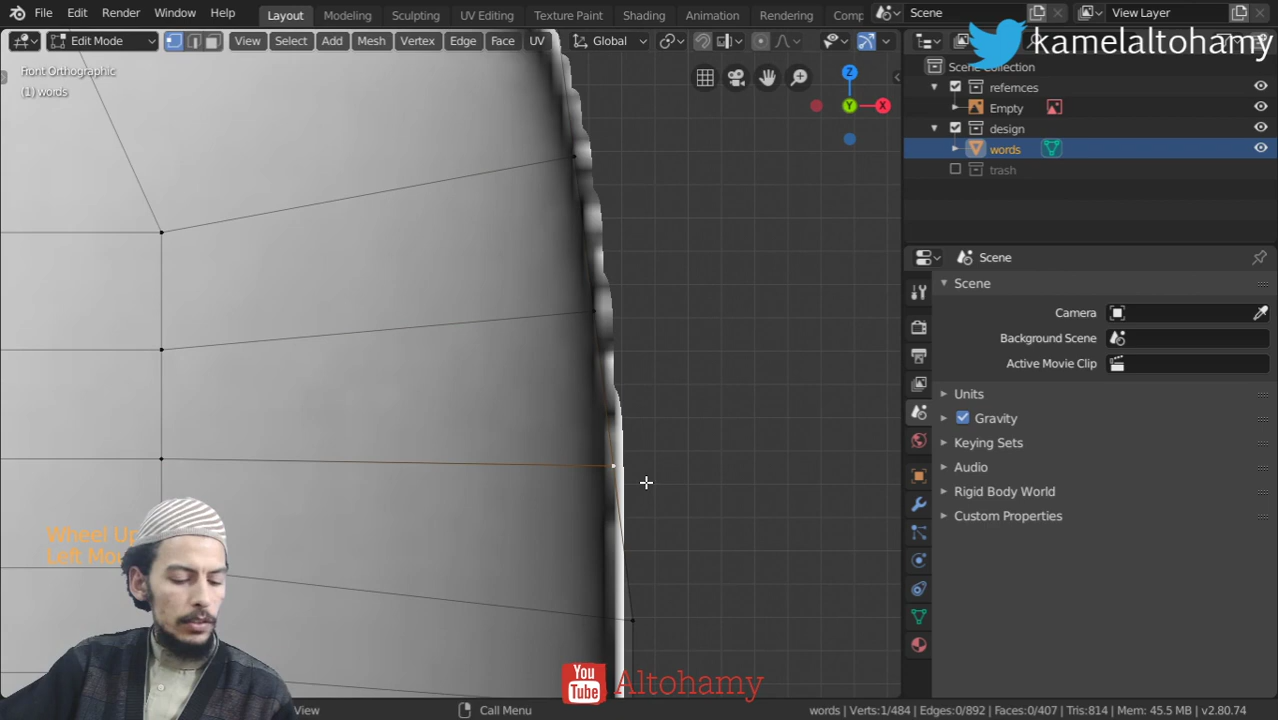 File Edit Render Window Help Layout Modeling Sculpting UV Editing Texture Paint Shading Animation Rendering Scene View Layer
kamelaltohamy
Edit Mode View Select Add Mesh Vertex Edge Face UV Global
Front Orthographic
(1) words
Z
Y
X
Scene Collection
refernces
Empty
design
words
trash
Scene
Scene
Camera
Background Scene
Active Movie Clip
Units
Gravity
Keying Sets
Audio
Rigid Body World
Custom Properties
Wheel Up
You
Tube
Altohamy
View Call Menu words | Verts:1/484 | Edges:0/892 | Faces:0/407 | Tris:814 | Mem: 45.5 MB | v2.80.74